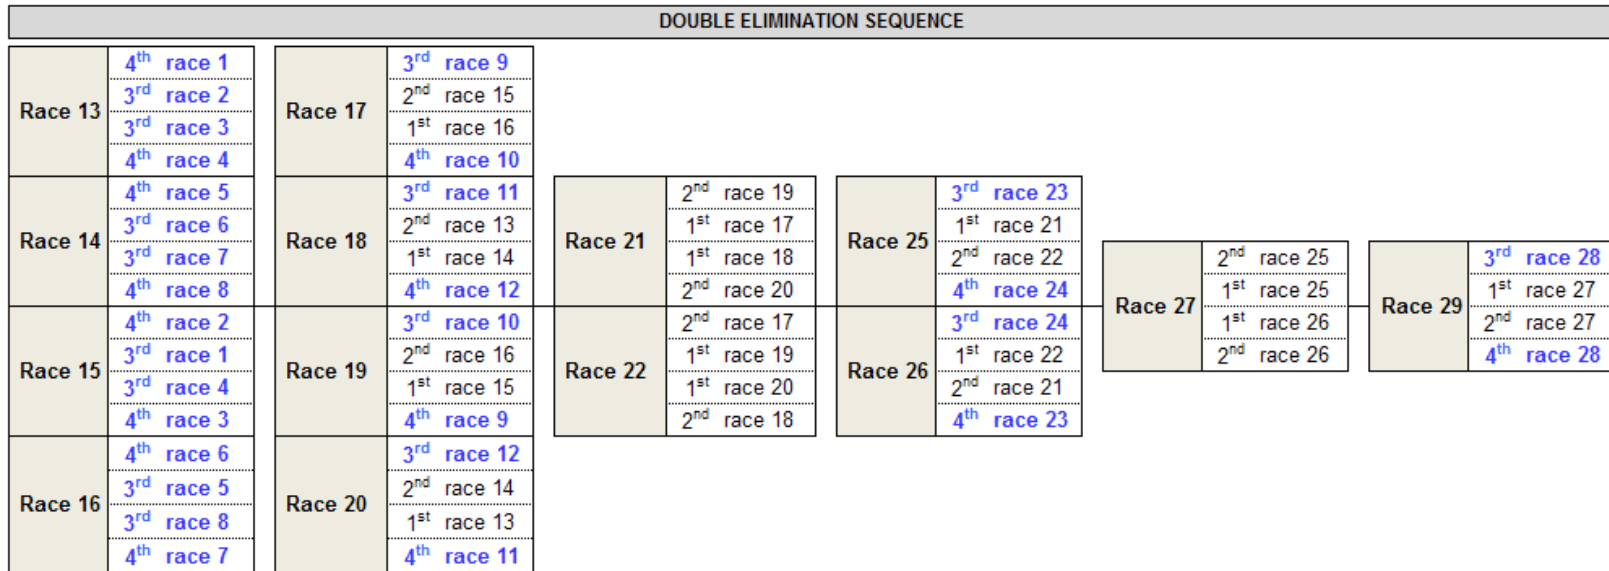 DOUBLE ELIMINATION SEQUENCE
Race 13
4th race 1
3rd race 2
3rd race 3
4th race 4
Race 14
4th race 5
3rd race 6
3rd race 7
4th race 8
Race 15
4th race 2
3rd race 1
3rd race 4
4th race 3
Race 16
4th race 6
3rd race 5
3rd race 8
4th race 7
Race 17
3rd race 9
2nd race 15
1st race 16
4th race 10
Race 18
3rd race 11
2nd race 13
1st race 14
4th race 12
Race 19
3rd race 10
2nd race 16
1st race 15
4th race 9
Race 20
3rd race 12
2nd race 14
1st race 13
4th race 11
Race 21
2nd race 19
1st race 17
1st race 18
2nd race 20
Race 22
2nd race 17
1st race 19
1st race 20
2nd race 18
Race 25
3rd race 23
1st race 21
2nd race 22
4th race 24
Race 26
3rd race 24
1st race 22
2nd race 21
4th race 23
Race 27
2nd race 25
1st race 25
1st race 26
2nd race 26
Race 29
3rd race 28
1st race 27
2nd race 27
4th race 28